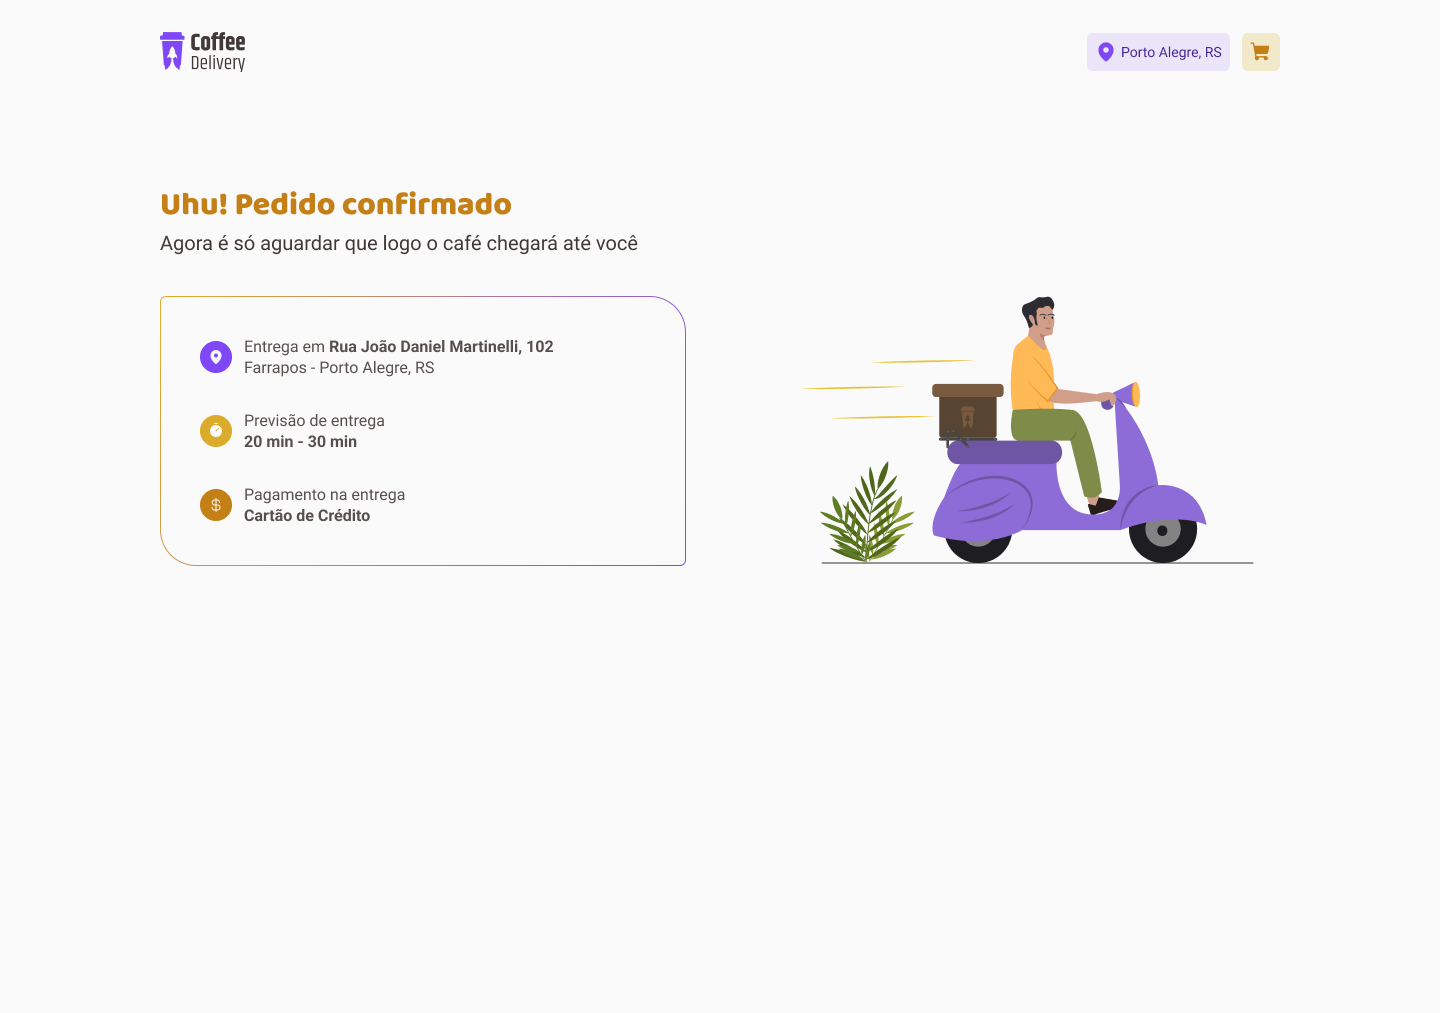 Coffee
Delivery
Porto Alegre, RS
Uhu! Pedido confirmado
Agora é só aguardar que logo o café chegará até você
Entrega em Rua João Daniel Martinelli, 102
Farrapos - Porto Alegre, RS
Previsão de entrega
20 min - 30 min
Pagamento na entrega
Cartão de Crédito